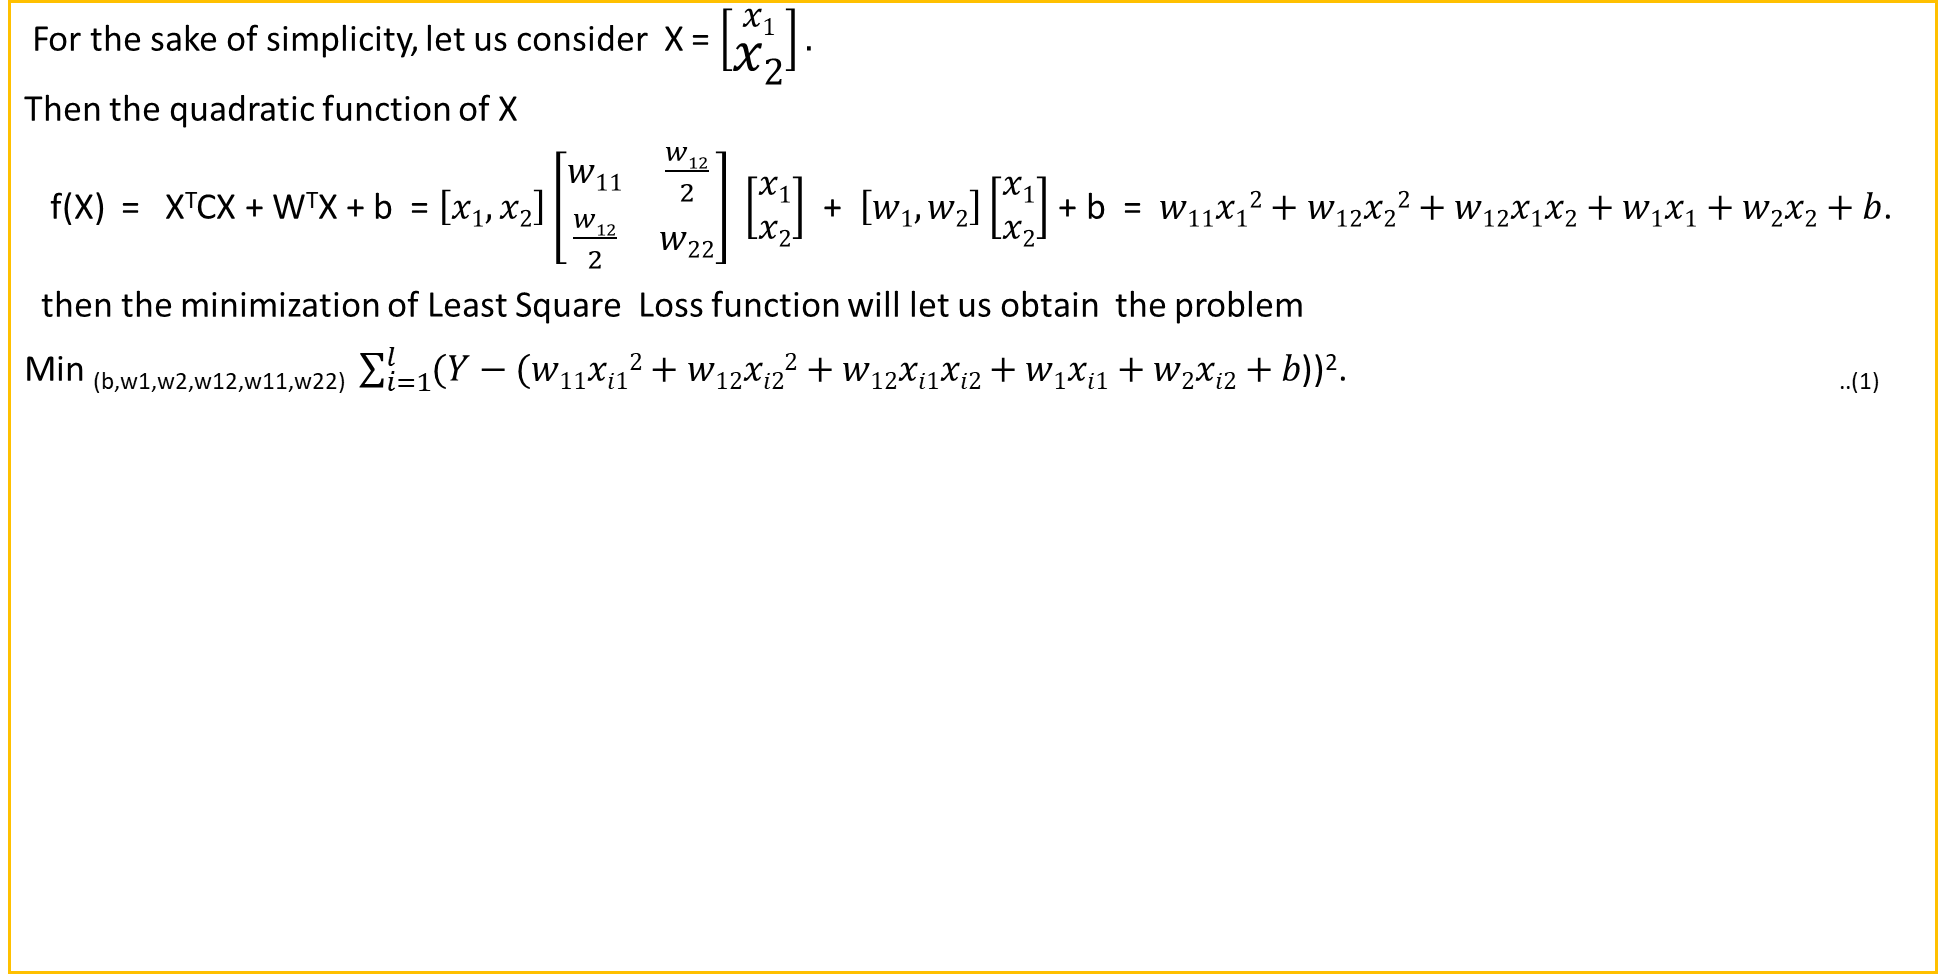 For the sake of simplicity, let us consider X = [x₁ x₂] .
Then the quadratic function of X
f(X) = XᵀCX + WᵀX + b = [x₁, x₂] [w₁₁ w₁₂/2 w₁₂/2 w₂₂] [x₁ x₂] + [w₁, w₂] [x₁ x₂] + b = w₁₁x₁² + w₁₂x₂² + w₁₂x₁x₂ + w₁x₁ + w₂x₂ + b.
then the minimization of Least Square Loss function will let us obtain the problem
Min (b,w1,w2,w12,w11,w22) ∑ᵢ₌₁ˡ(Y − (w₁₁xᵢ₁² + w₁₂xᵢ₂² + w₁₂xᵢ₁xᵢ₂ + w₁xᵢ₁ + w₂xᵢ₂ + b))². ..(1)